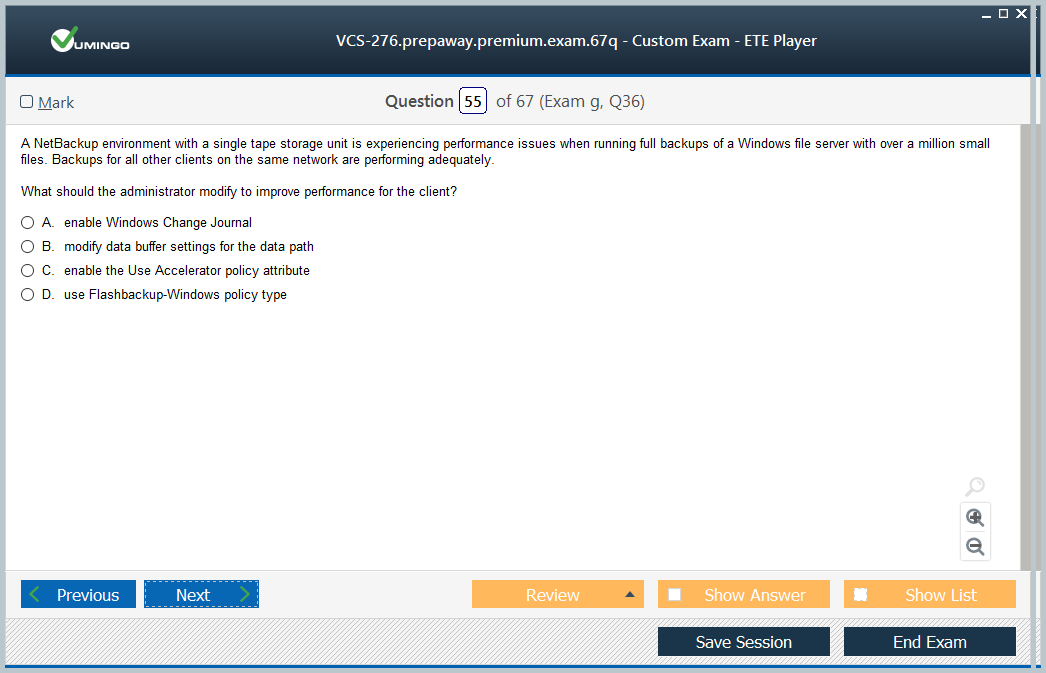 VUMINGO
VCS-276.prepaway.premium.exam.67q - Custom Exam - ETE Player
Mark
Question 55 of 67 (Exam g, Q36)
A NetBackup environment with a single tape storage unit is experiencing performance issues when running full backups of a Windows file server with over a million small
files. Backups for all other clients on the same network are performing adequately.
What should the administrator modify to improve performance for the client?
A. enable Windows Change Journal
B. modify data buffer settings for the data path
C. enable the Use Accelerator policy attribute
D. use Flashbackup-Windows policy type
Previous
Next
Review
Show Answer
Show List
Save Session
End Exam